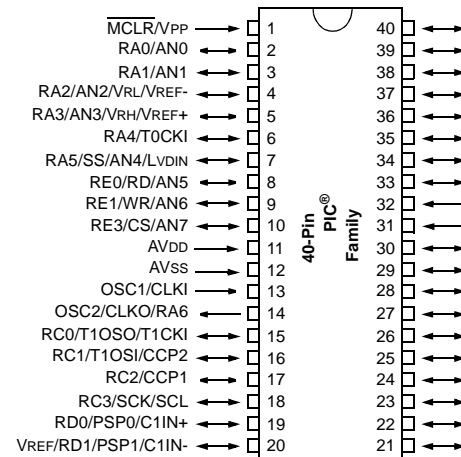 MCLR/VPP 1 40
RA0/AN0 2 39
RA1/AN1 3 38
RA2/AN2/VRL/VREF- 4 37
RA3/AN3/VRH/VREF+ 5 36
RA4/T0CKI 6 35
RA5/SS/AN4/LVDIN 7 34
RE0/RD/AN5 8 33
RE1/WR/AN6 9 32
RE3/CS/AN7 10 31
AVDD 11 30
AVSS 12 29
OSC1/CLKI 13 28
OSC2/CLKO/RA6 14 27
RC0/T1OSO/T1CKI 15 26
RC1/T1OSI/CCP2 16 25
RC2/CCP1 17 24
RC3/SCK/SCL 18 23
RD0/PSP0/C1IN+ 19 22
VREF/RD1/PSP1/C1IN- 20 21
40-Pin
PIC®
Family